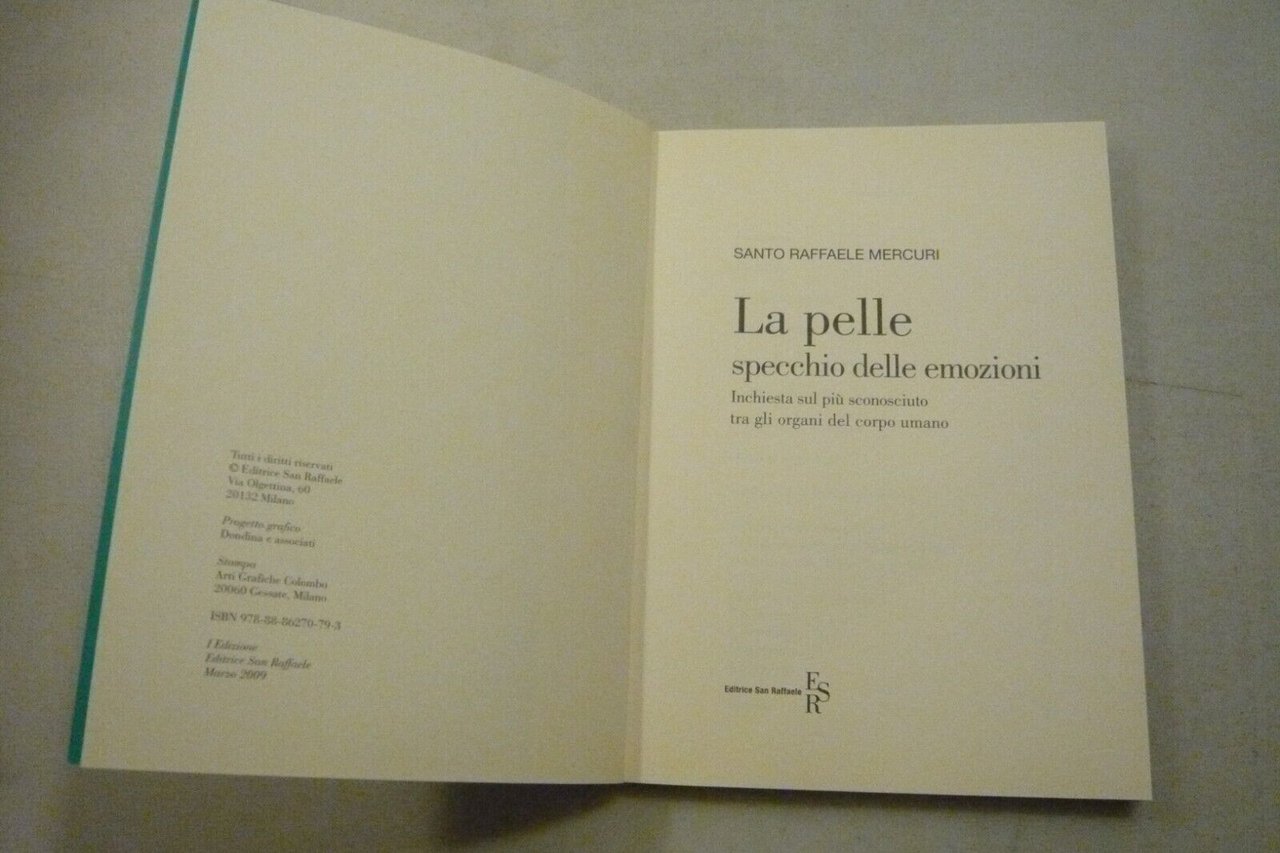 Tutti i diritti riservati
© Editrice San Raffaele
Via Olgettina, 60
20132 Milano
Progetto grafico
Dondina e associati
Stampa
Arti Grafiche Colombo
20060 Gessate, Milano
ISBN 978-88-86270-79-3
I Edizione
Editrice San Raffaele
Marzo 2009
SANTO RAFFAELE MERCURI
La pelle
specchio delle emozioni
Inchiesta sul più sconosciuto
tra gli organi del corpo umano
Editrice San Raffaele
ESR